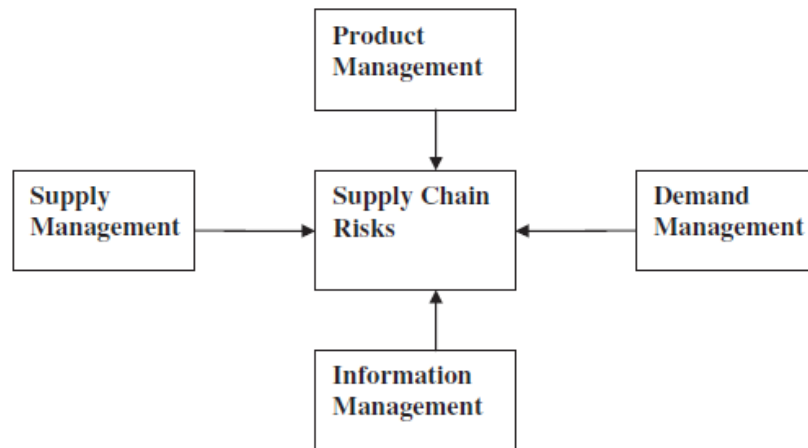 Product
Management
Supply
Management
Supply Chain
Risks
Demand
Management
Information
Management